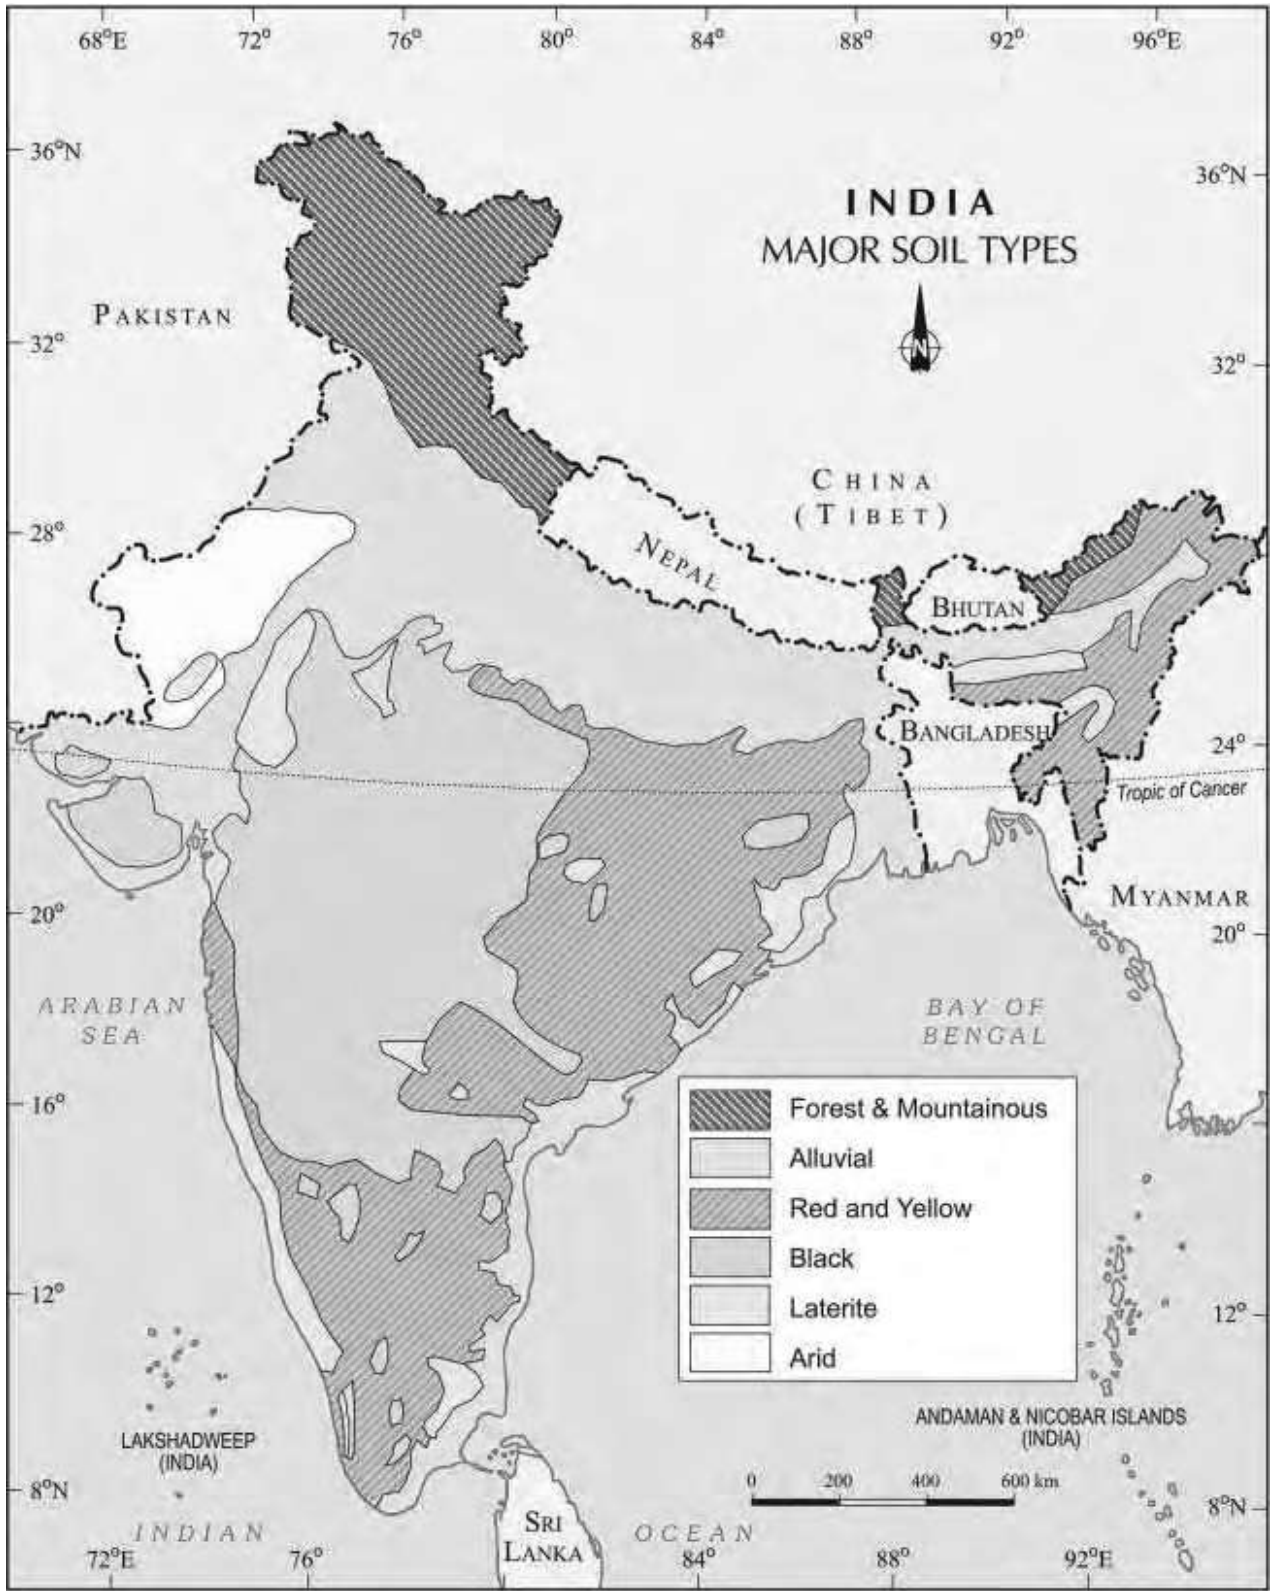 68°E 72° 76° 80° 84° 88° 92° 96°E
36°N
36°N
INDIA
MAJOR SOIL TYPES
N
PAKISTAN
32°
32°
CHINA
(TIBET)
28°
NEPAL
BHUTAN
BANGLADESH
24°
Tropic of Cancer
MYANMAR
20°
20°
ARABIAN
SEA
BAY OF
BENGAL
16°
Forest & Mountainous
Alluvial
Red and Yellow
Black
Laterite
Arid
12°
12°
LAKSHADWEEP
(INDIA)
ANDAMAN & NICOBAR ISLANDS
(INDIA)
0 200 400 600 km
8°N
8°N
SRI
LANKA
INDIAN OCEAN
72°E 76° 84° 88° 92°E